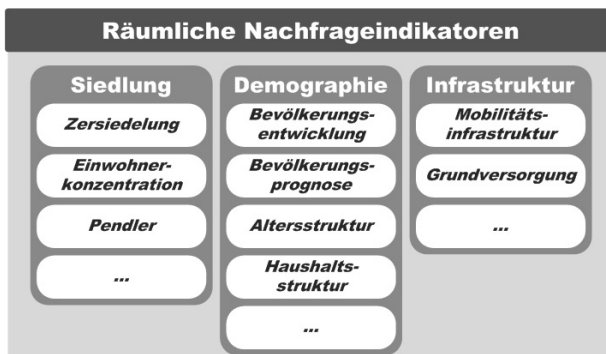 Räumliche Nachfrageindikatoren
Siedlung
Zersiedelung
Einwohner-
konzentration
Pendler
...
Demographie
Bevölkerungs-
entwicklung
Bevölkerungs-
prognose
Altersstruktur
Haushalts-
struktur
...
Infrastruktur
Mobilitäts-
infrastruktur
Grundversorgung
...